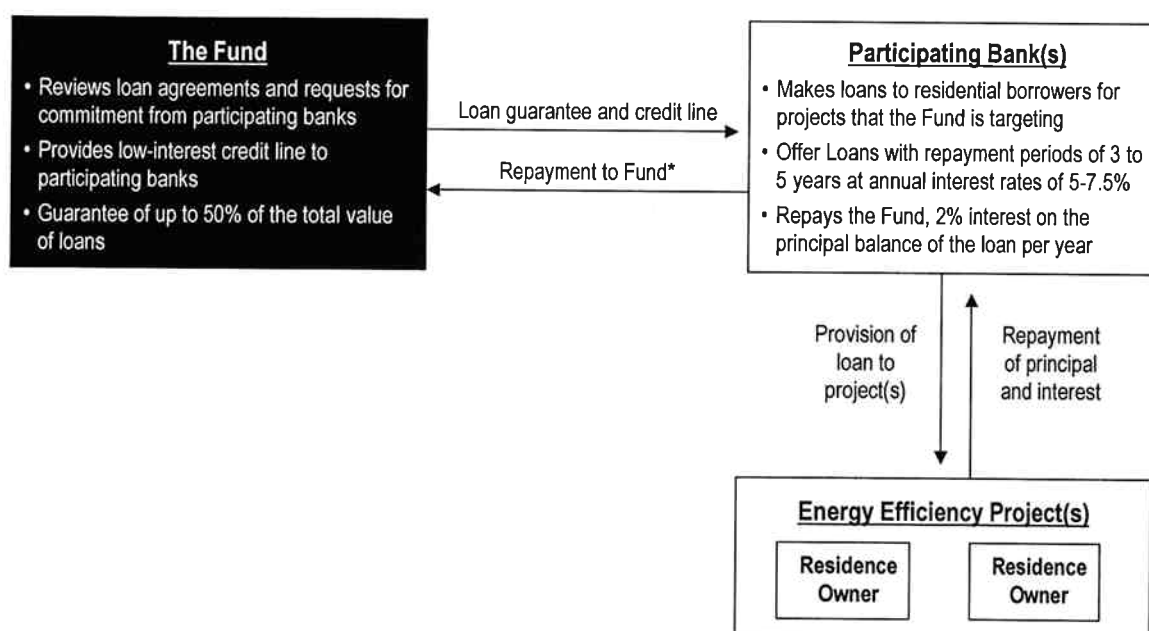 The Fund
• Reviews loan agreements and requests for
commitment from participating banks
• Provides low-interest credit line to
participating banks
• Guarantee of up to 50% of the total value
of loans
Loan guarantee and credit line
Repayment to Fund*
Participating Bank(s)
• Makes loans to residential borrowers for
projects that the Fund is targeting
• Offer Loans with repayment periods of 3 to
5 years at annual interest rates of 5-7.5%
• Repays the Fund, 2% interest on the
principal balance of the loan per year
Provision of
loan to
project(s)
Repayment
of principal
and interest
Energy Efficiency Project(s)
Residence
Owner
Residence
Owner